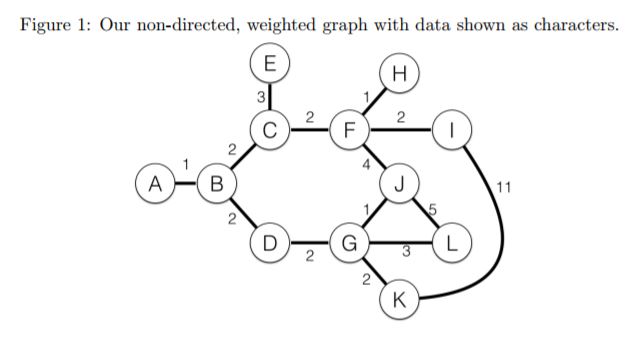 Figure 1: Our non-directed, weighted graph with data shown as characters.
E
H
3
1
C
2
F
2
I
2
4
1
A
B
J
11
2
1
5
D
2
G
3
L
2
K